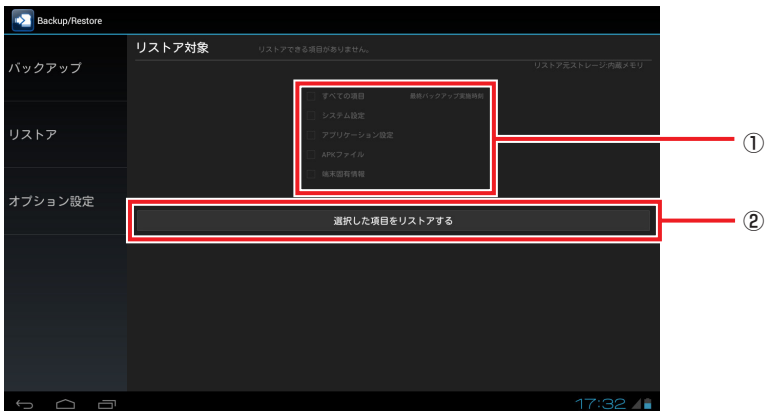 Backup/Restore
リストア対象 リストアできる項目がありません。
リストア元ストレージ:内蔵メモリ
バックアップ
リストア
オプション設定
すべての項目 最終バックアップ実施時刻
システム設定
アプリケーション設定
APKファイル
端末固有情報
①
選択した項目をリストアする
②
17:32